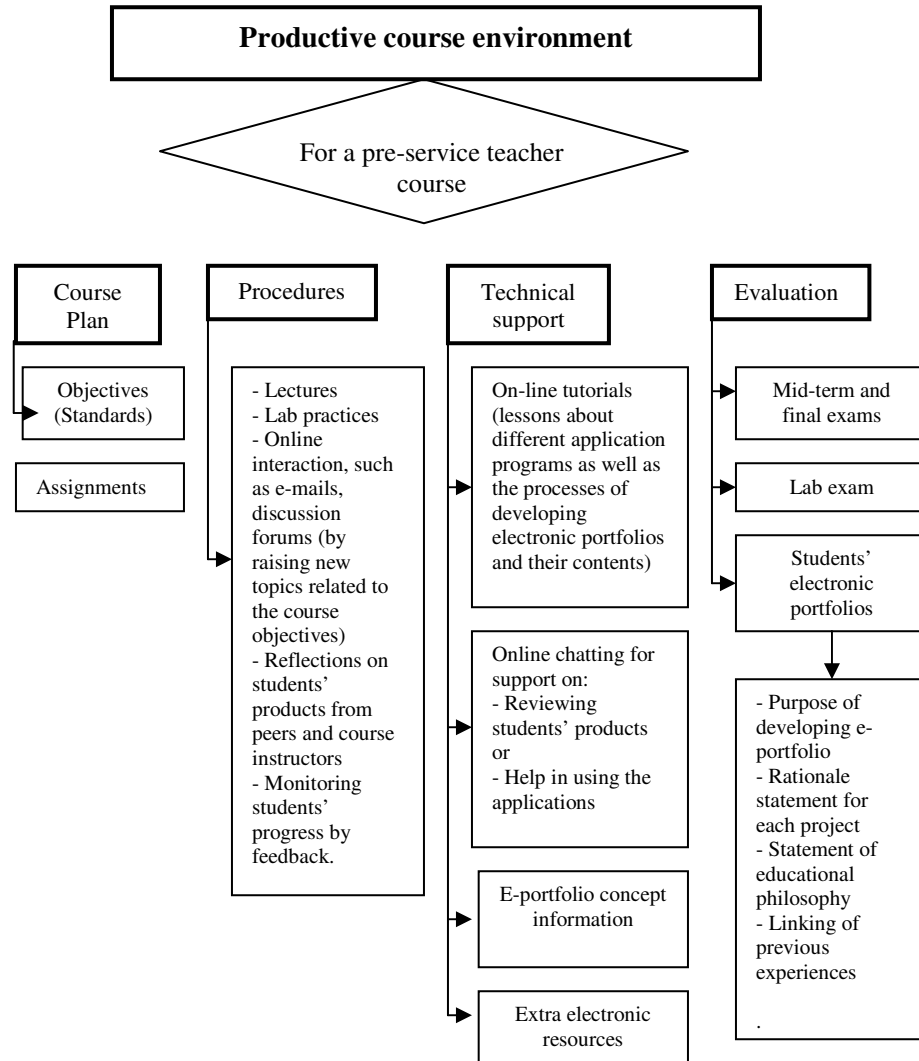 Productive course environment
For a pre-service teacher
course
Course
Plan
Objectives
(Standards)
Assignments
Procedures
- Lectures
- Lab practices
- Online
interaction, such
as e-mails,
discussion
forums (by
raising new
topics related to
the course
objectives)
- Reflections on
students’
products from
peers and course
instructors
- Monitoring
students’
progress by
feedback.
Technical
support
On-line tutorials
(lessons about
different application
programs as well as
the processes of
developing
electronic portfolios
and their contents)
Online chatting for
support on:
- Reviewing
students’ products
or
- Help in using the
applications
E-portfolio concept
information
Extra electronic
resources
Evaluation
Mid-term and
final exams
Lab exam
Students’
electronic
portfolios
- Purpose of
developing e-
portfolio
- Rationale
statement for
each project
- Statement of
educational
philosophy
- Linking of
previous
experiences
.